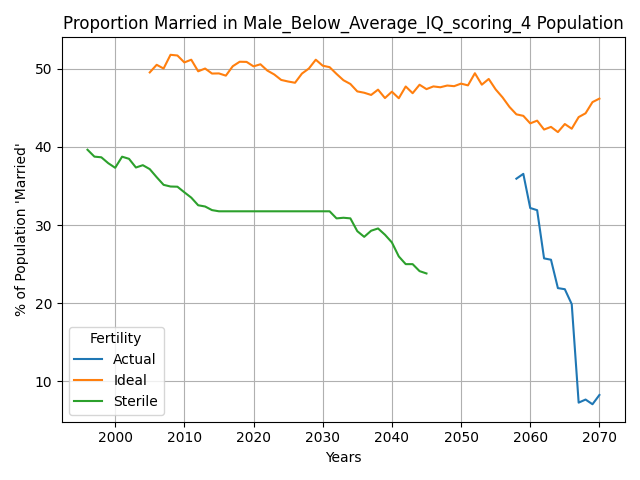 Proportion Married in Male_Below_Average_IQ_scoring_4 Population
% of Population 'Married'
50
40
30
20
10
Fertility
Actual
Ideal
Sterile
2000 2010 2020 2030 2040 2050 2060 2070
Years